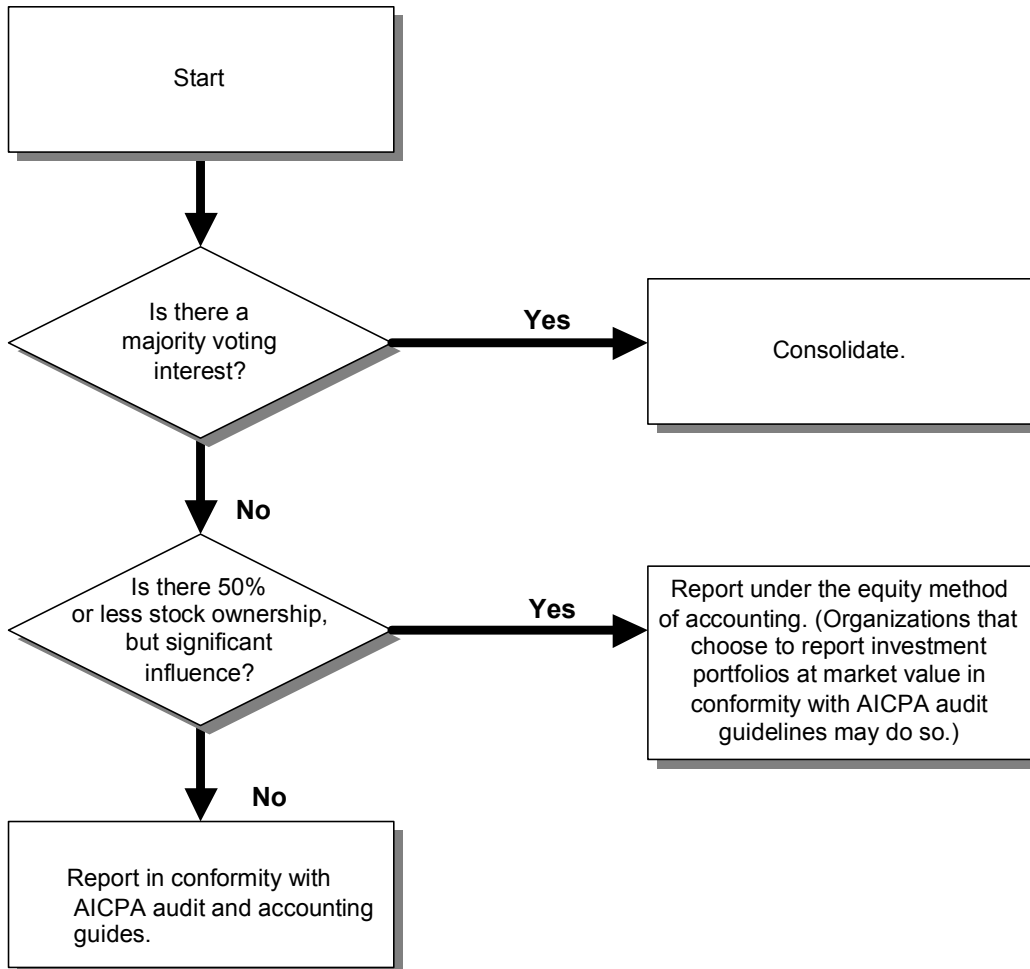 Start
Is there a
majority voting
interest?
Yes
Consolidate.
No
Is there 50%
or less stock ownership,
but significant
influence?
Yes
Report under the equity method
of accounting. (Organizations that
choose to report investment
portfolios at market value in
conformity with AICPA audit
guidelines may do so.)
No
Report in conformity with
AICPA audit and accounting
guides.